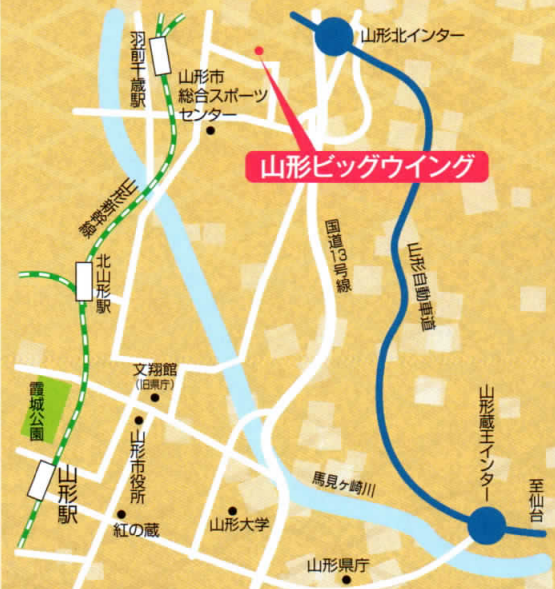 山形北インター
羽前千歳駅
山形市
総合スポーツ
センター
山形ビッグウイング
山形新幹線
国道13号線
山形自動車道
北山形駅
文翔館
(旧県庁)
霞城公園
山形市役所
山形蔵王インター
山形駅
馬見ヶ崎川
至仙台
紅の蔵
山形大学
山形県庁